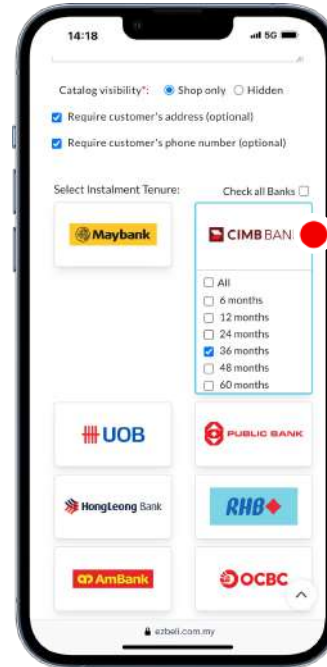 14:18
5G
Catalog visibility*: Shop only Hidden
Require customer's address (optional)
Require customer's phone number (optional)
Select Instalment Tenure: Check all Banks
Maybank
CIMB BAN
All
6 months
12 months
24 months
36 months
48 months
60 months
UOB
PUBLIC BANK
HongLeong Bank
RHB
AmBank
OCBC
ezbeli.com.my